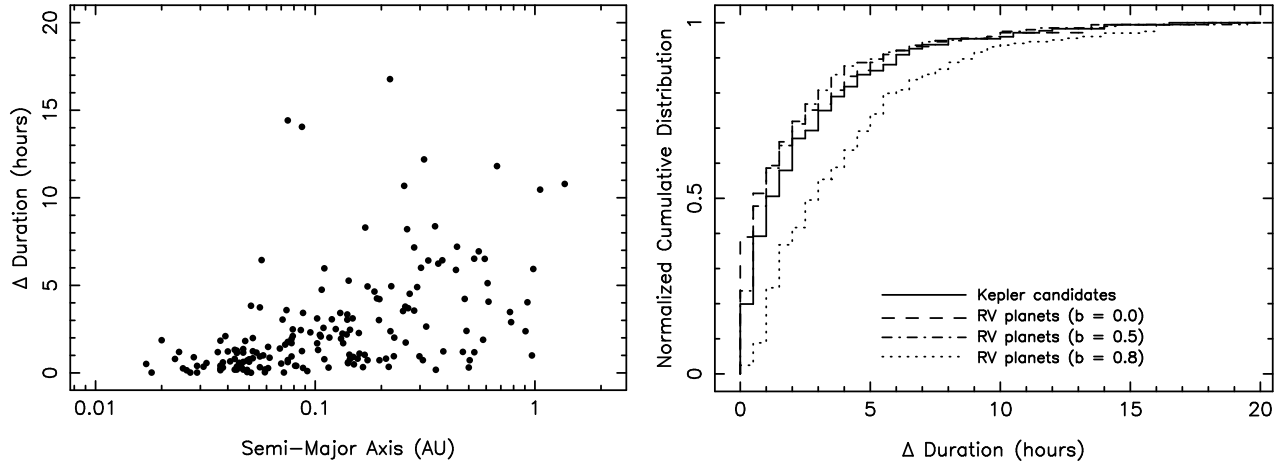 20
15
10
5
0
Δ Duration (hours)
0.01 0.1 1
Semi-Major Axis (AU)
1
0.5
0
Normalized Cumulative Distribution
Kepler candidates
RV planets (b = 0.0)
RV planets (b = 0.5)
RV planets (b = 0.8)
0 5 10 15 20
Δ Duration (hours)